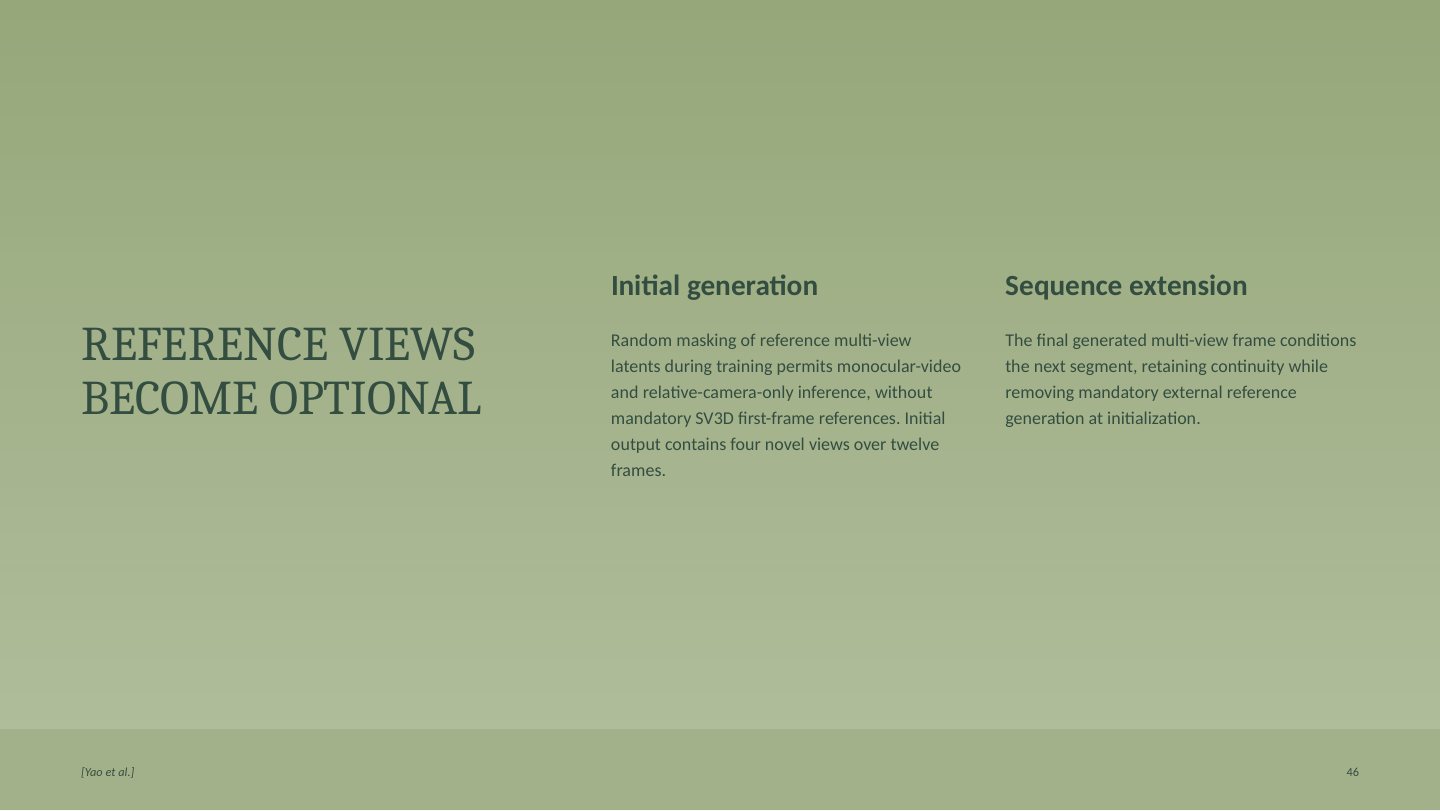 REFERENCE VIEWS
BECOME OPTIONAL
Initial generation
Random masking of reference multi-view
latents during training permits monocular-video
and relative-camera-only inference, without
mandatory SV3D first-frame references. Initial
output contains four novel views over twelve
frames.
Sequence extension
The final generated multi-view frame conditions
the next segment, retaining continuity while
removing mandatory external reference
generation at initialization.
[Yao et al.]
46